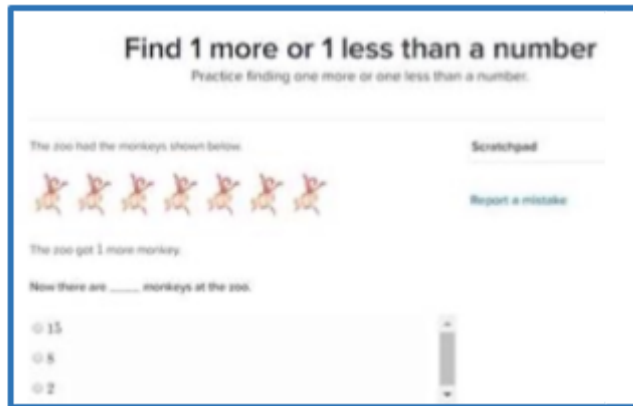 Find 1 more or 1 less than a number
Practice finding one more or one less than a number.
The zoo had the monkeys shown below.
Scratchpad
Report a mistake
The zoo got 1 more monkey.
Now there are _____ monkeys at the zoo.
15
8
2